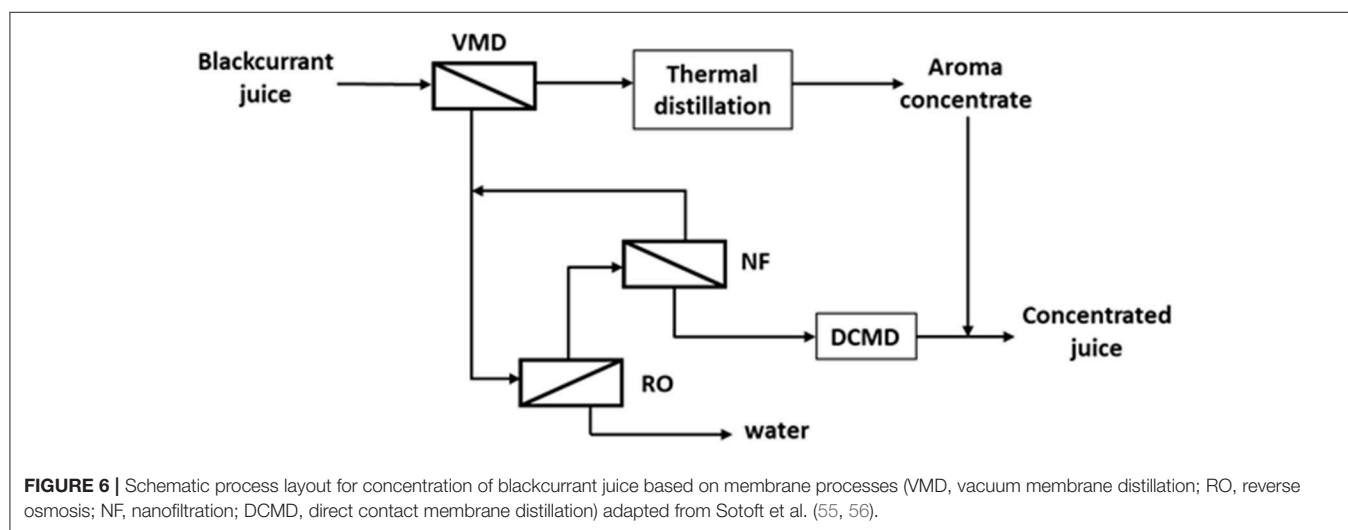 VMD
Blackcurrant
juice
Thermal
distillation
Aroma
concentrate
NF
DCMD
Concentrated
juice
RO
water
FIGURE 6 | Schematic process layout for concentration of blackcurrant juice based on membrane processes (VMD, vacuum membrane distillation; RO, reverse
osmosis; NF, nanofiltration; DCMD, direct contact membrane distillation) adapted from Sotoft et al. (55, 56).